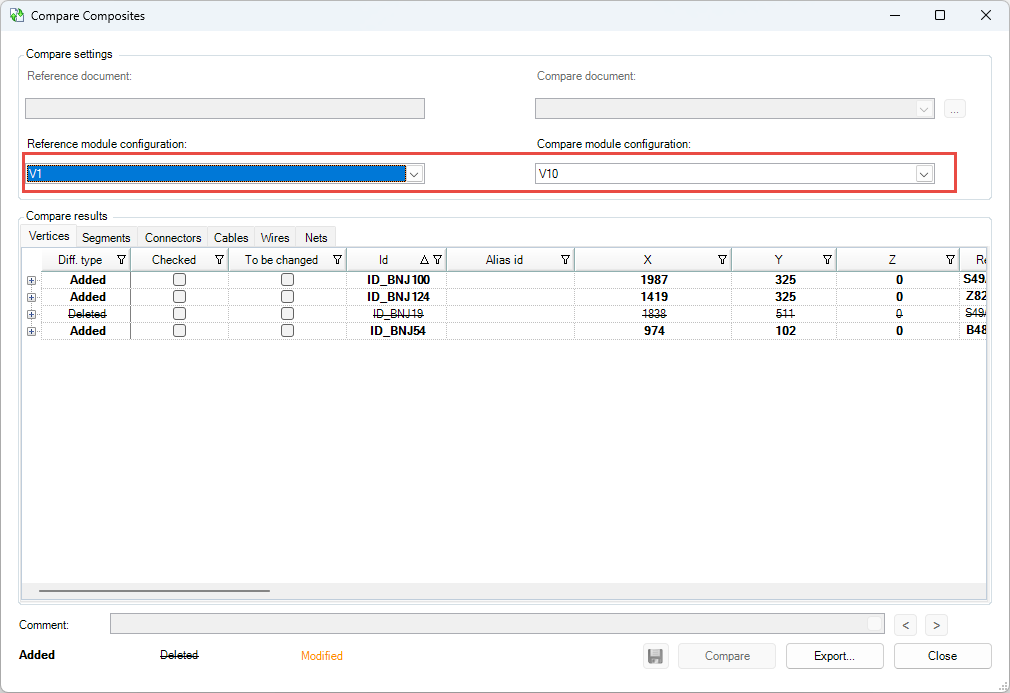 Compare Composites
Compare settings
Reference document:
Compare document:
...
Reference module configuration:
Compare module configuration:
V1
V10
Compare results
Vertices Segments Connectors Cables Wires Nets
Diff. type Checked To be changed Id Alias id X Y Z
Added ID_BNJ100 1987 325 0 S49
Added ID_BNJ124 1419 325 0 Z82
Deleted ID_BNJ19 1838 511 0 S49
Added ID_BNJ54 974 102 0 B48
Comment:
< >
Added Deleted Modified Compare Export... Close